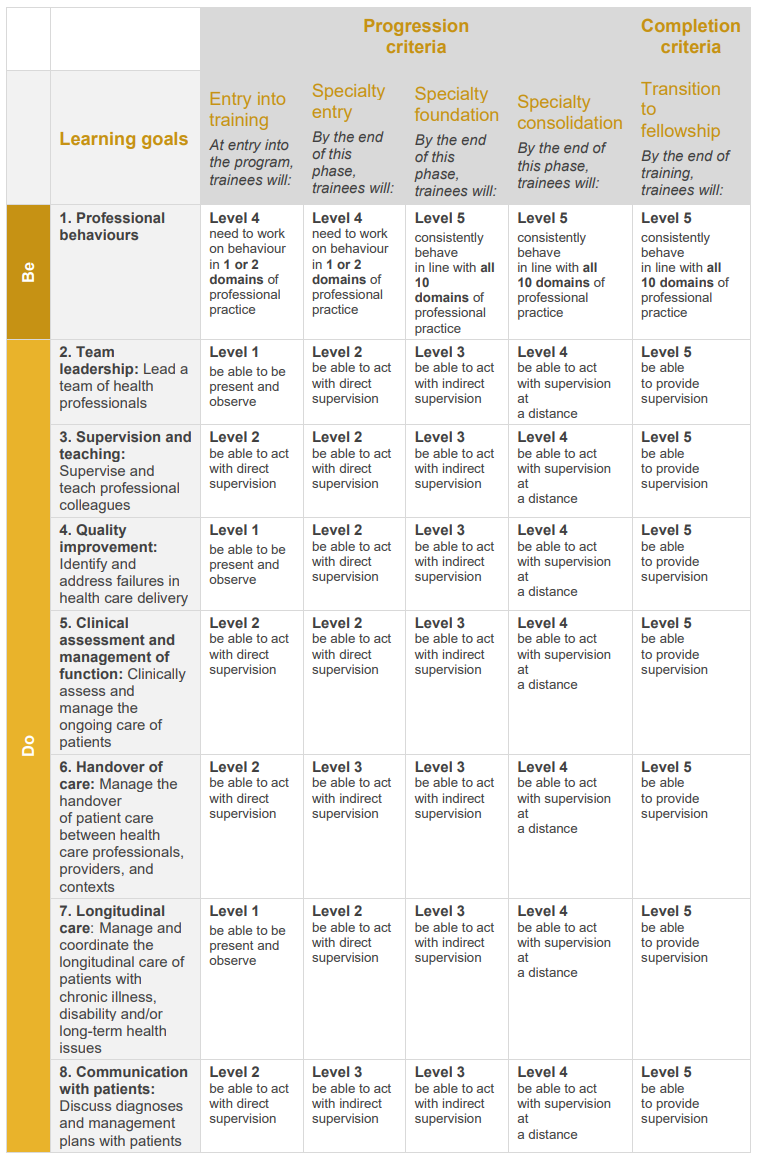 Progression
criteria
Completion
criteria
Learning goals
Entry into
training
At entry into
the program,
trainees will:
Specialty
entry
By the end
of this
phase,
trainees will:
Specialty
foundation
By the end
of this
phase,
trainees will:
Specialty
consolidation
By the end of
this phase,
trainees will:
Transition
to
fellowship
By the end of
training,
trainees will:
Be
1. Professional
behaviours
Level 4
need to work
on behaviour
in 1 or 2
domains of
professional
practice
Level 4
need to work
on behaviour
in 1 or 2
domains of
professional
practice
Level 5
consistently
behave
in line with all
10
domains of
professional
practice
Level 5
consistently
behave
in line with all
10 domains of
professional
practice
Level 5
consistently
behave
in line with all
10 domains of
professional
practice
Do
2. Team
leadership: Lead a
team of health
professionals
Level 1
be able to be
present and
observe
Level 2
be able to act
with direct
supervision
Level 3
be able to act
with indirect
supervision
Level 4
be able to act
with supervision
at
a distance
Level 5
be able
to provide
supervision
3. Supervision and
teaching:
Supervise and
teach professional
colleagues
Level 2
be able to act
with direct
supervision
Level 2
be able to act
with direct
supervision
Level 3
be able to act
with indirect
supervision
Level 4
be able to act
with supervision
at
a distance
Level 5
be able
to provide
supervision
4. Quality
improvement:
Identify and
address failures in
health care delivery
Level 1
be able to be
present and
observe
Level 2
be able to act
with direct
supervision
Level 3
be able to act
with indirect
supervision
Level 4
be able to act
with supervision
at
a distance
Level 5
be able
to provide
supervision
5. Clinical
assessment and
management of
function: Clinically
assess and
manage the
ongoing care of
patients
Level 2
be able to act
with direct
supervision
Level 2
be able to act
with direct
supervision
Level 3
be able to act
with indirect
supervision
Level 4
be able to act
with supervision
at
a distance
Level 5
be able
to provide
supervision
6. Handover of
care: Manage the
handover
of patient care
between health
care professionals,
providers, and
contexts
Level 2
be able to act
with direct
supervision
Level 3
be able to act
with indirect
supervision
Level 3
be able to act
with indirect
supervision
Level 4
be able to act
with supervision
at
a distance
Level 5
be able
to provide
supervision
7. Longitudinal
care: Manage and
coordinate the
longitudinal care of
patients with
chronic illness,
disability and/or
long-term health
issues
Level 1
be able to be
present and
observe
Level 2
be able to act
with direct
supervision
Level 3
be able to act
with indirect
supervision
Level 4
be able to act
with supervision
at
a distance
Level 5
be able
to provide
supervision
8. Communication
with patients:
Discuss diagnoses
and management
plans with patients
Level 2
be able to act
with direct
supervision
Level 3
be able to act
with indirect
supervision
Level 3
be able to act
with indirect
supervision
Level 4
be able to act
with supervision
at
a distance
Level 5
be able
to provide
supervision